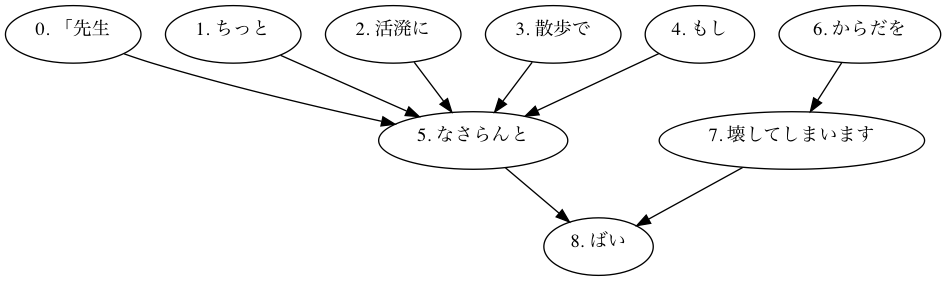 0. 「先生
1. ちっと
2. 活溌に
3. 散歩で
4. もし
6. からだを
5. なさらんと
7. 壊してしまいます
8. ばい